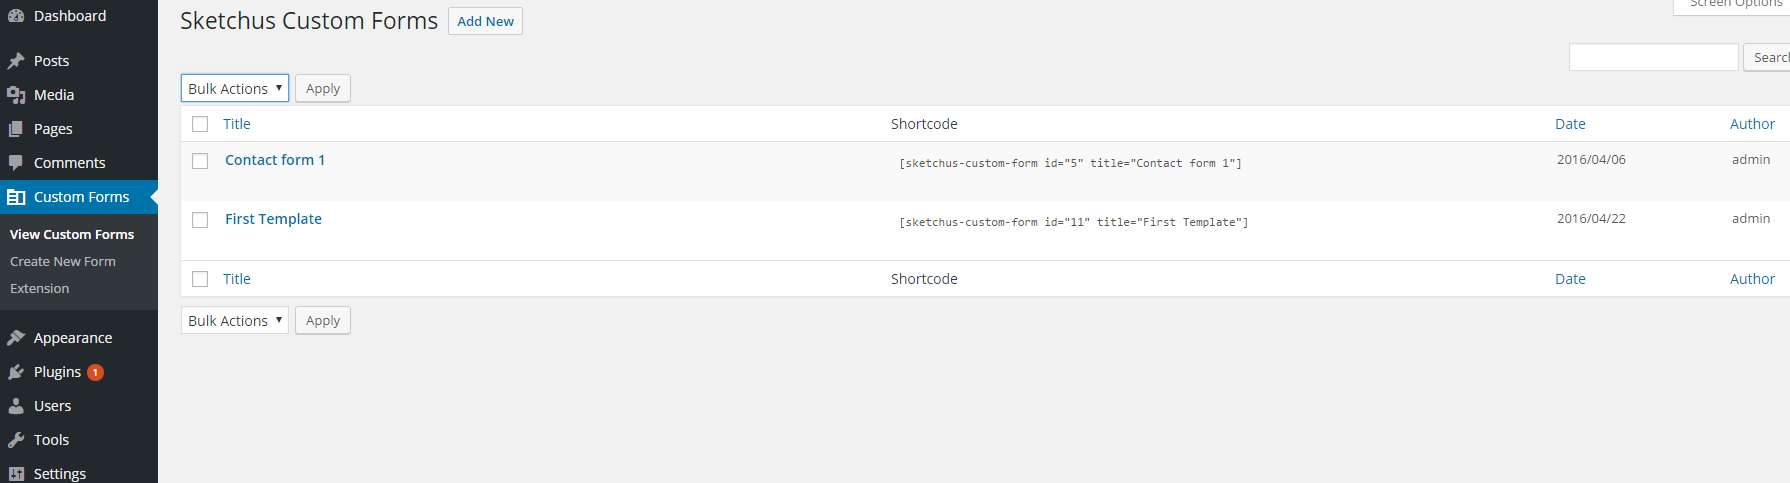 Dashboard
Posts
Media
Pages
Comments
Custom Forms
View Custom Forms
Create New Form
Extension
Appearance
Plugins 1
Users
Tools
Settings
Screen Options
Sketchus Custom Forms Add New
Search
Bulk Actions Apply
Title Shortcode Date Author
Contact form 1 [sketchus-custom-form id="5" title="Contact form 1"] 2016/04/06 admin
First Template [sketchus-custom-form id="11" title="First Template"] 2016/04/22 admin
Title Shortcode Date Author
Bulk Actions Apply